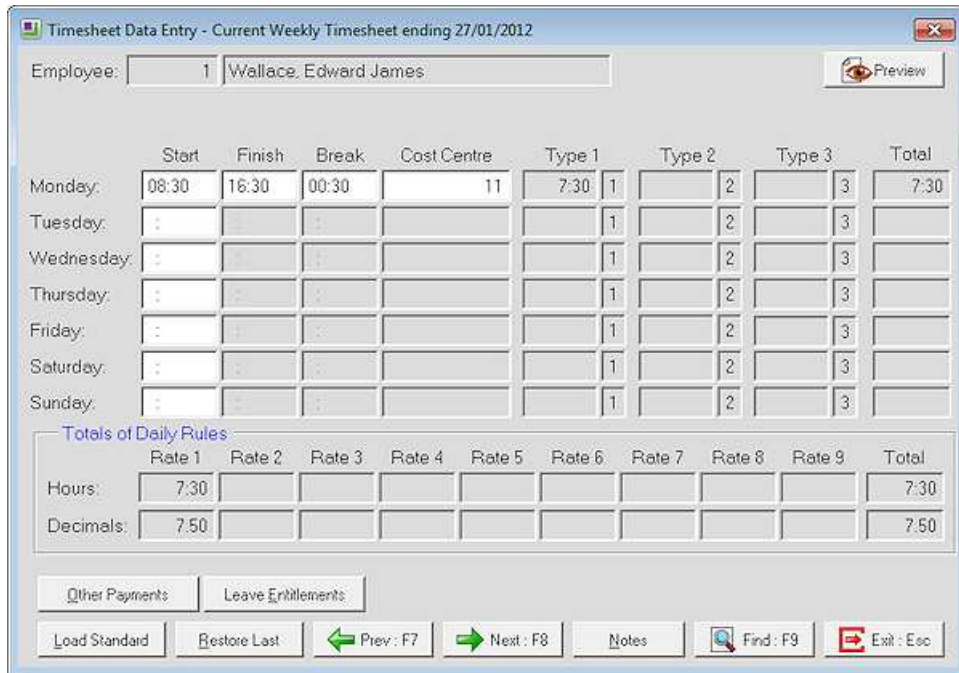 Timesheet Data Entry - Current Weekly Timesheet ending 27/01/2012
Employee: 1 Wallace, Edward James Preview
Start Finish Break Cost Centre Type 1 Type 2 Type 3 Total
Monday: 08:30 16:30 00:30 11 7:30 1 2 3 7:30
Tuesday: : : : 1 2 3
Wednesday: : : : 1 2 3
Thursday: : : : 1 2 3
Friday: : : : 1 2 3
Saturday: : : : 1 2 3
Sunday: : : : 1 2 3
Totals of Daily Rules
Rate 1 Rate 2 Rate 3 Rate 4 Rate 5 Rate 6 Rate 7 Rate 8 Rate 9 Total
Hours: 7:30 7:30
Decimals: 7.50 7.50
Other Payments Leave Entitlements
Load Standard Restore Last Prev : F7 Next : F8 Notes Find : F9 Exit : Esc